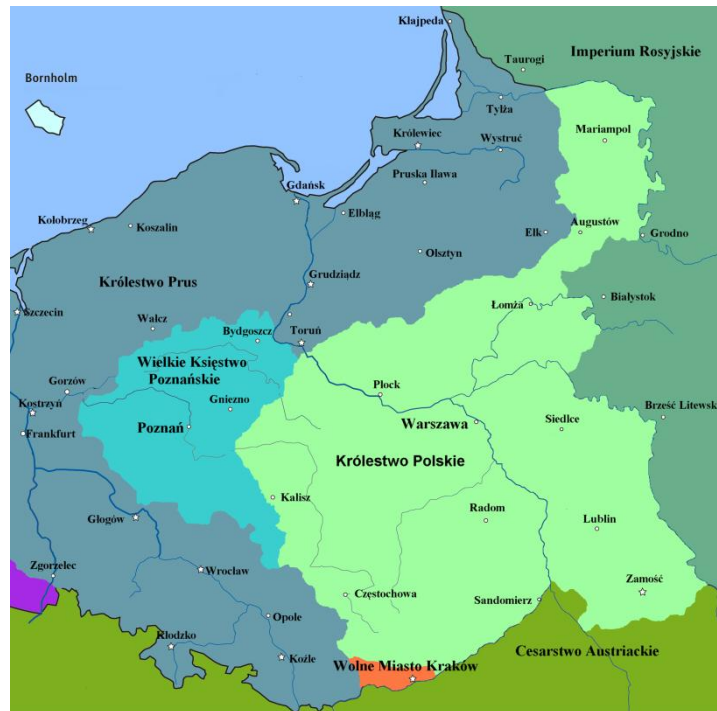 Kłajpeda
Taurogi
Imperium Rosyjskie
Bornholm
Tylża
Mariampol
Królewiec
Wystruć
Pruska Iława
Gdańsk
Elbląg
Kołobrzeg
Koszalin
Augustów
Ełk
Grodno
Olsztyn
Królestwo Prus
Grudziądz
Szczecin
Łomża
Białystok
Wałcz
Bydgoszcz
Toruń
Wielkie Księstwo
Poznańskie
Gorzów
Płock
Kostrzyń
Gniezno
Brześć Litewsk
Poznań
Warszawa
Siedlce
Frankfurt
Królestwo Polskie
Kalisz
Radom
Głogów
Lublin
Zgorzelec
Wrocław
Zamość
Częstochowa
Sandomierz
Opole
Kłodzko
Koźle
Cesarstwo Austriackie
Wolne Miasto Kraków